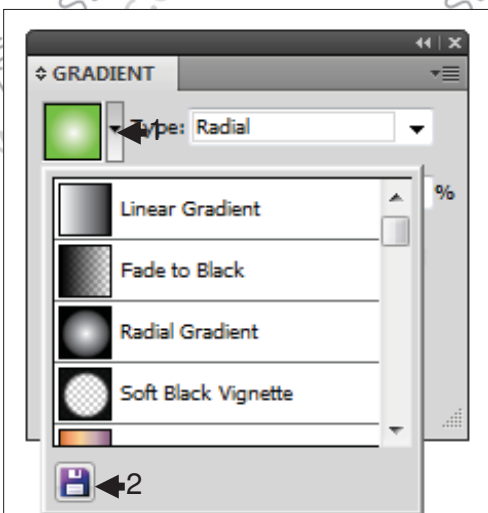 GRADIENT
1 Type: Radial
%
Linear Gradient
Fade to Black
Radial Gradient
Soft Black Vignette
2